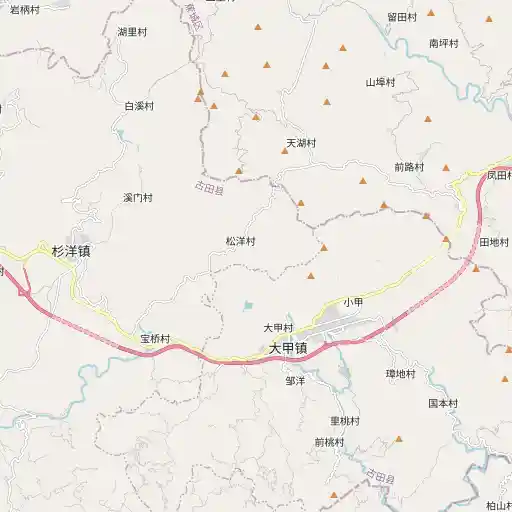 岩柄村
留田村
湖里村
南坪村
山埠村
白溪村
天湖村
前路村
凤田村
古田县
溪门村
松洋村
田地村
杉洋镇
小甲
大甲村
宝桥村
大甲镇
璋地村
邹洋
国本村
里桃村
前桃村
古田县
柏山村